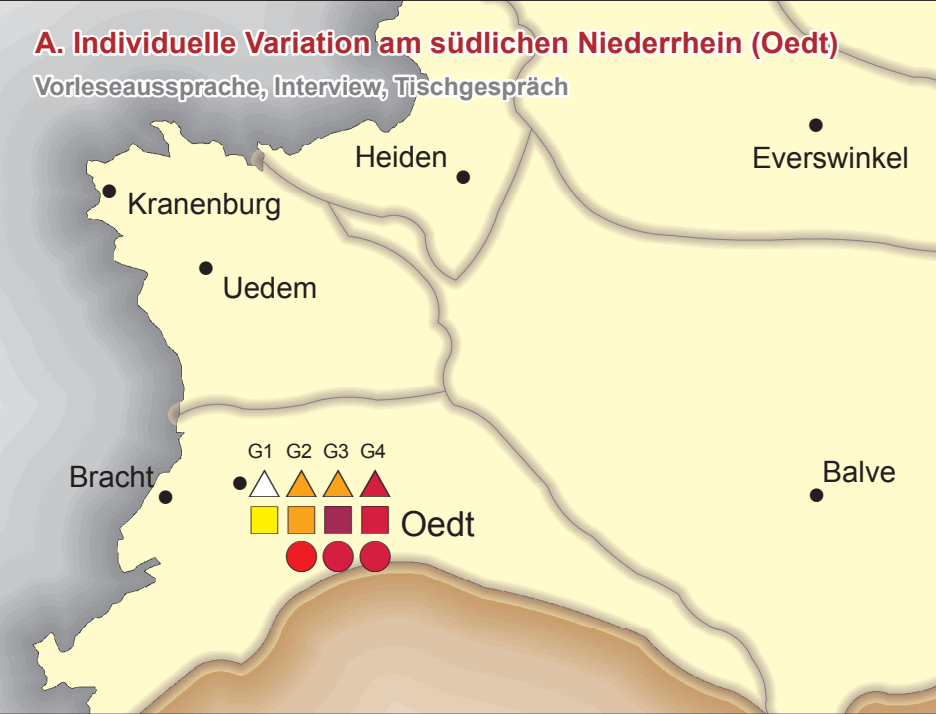 A. Individuelle Variation am südlichen Niederrhein (Oedt)
Vorleseaussprache, Interview, Tischgespräch
Heiden
Everswinkel
Kranenburg
Uedem
G1 G2 G3 G4
Bracht
Balve
Oedt